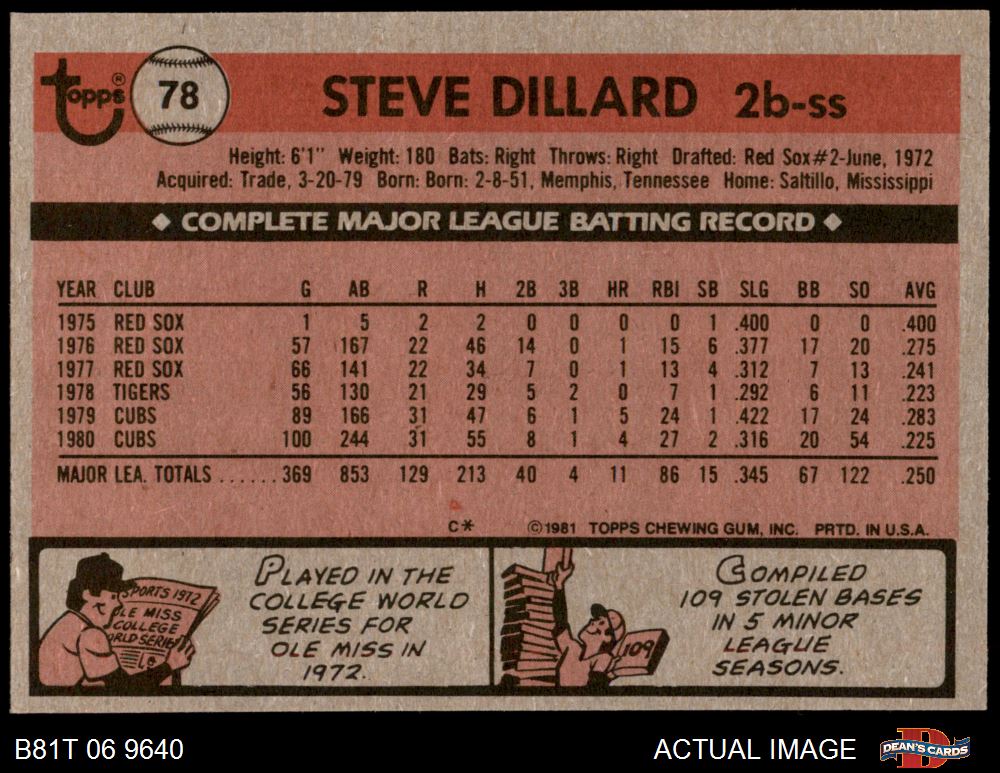 Topps® 78 STEVE DILLARD 2b-ss
Height: 6'1" Weight: 180 Bats: Right Throws: Right Drafted: Red Sox#2-June, 1972
Acquired: Trade, 3-20-79 Born: Born: 2-8-51, Memphis, Tennessee Home: Saltillo, Mississippi
◆ COMPLETE MAJOR LEAGUE BATTING RECORD ◆
YEAR CLUB G AB R H 2B 3B HR RBI SB SLG BB SO AVG
1975 RED SOX 1 5 2 2 0 0 0 0 1 .400 0 0 .400
1976 RED SOX 57 167 22 46 14 0 1 15 6 .377 17 20 .275
1977 RED SOX 66 141 22 34 7 0 1 13 4 .312 7 13 .241
1978 TIGERS 56 130 21 29 5 2 0 7 1 .292 6 11 .223
1979 CUBS 89 166 31 47 6 1 5 24 1 .422 17 24 .283
1980 CUBS 100 244 31 55 8 1 4 27 2 .316 20 54 .225
MAJOR LEA. TOTALS ...... 369 853 129 213 40 4 11 86 15 .345 67 122 .250
C* ©1981 TOPPS CHEWING GUM, INC. PRTD. IN U.S.A.
SPORTS 1972
OLE MISS
COLLEGE
WORLD SERIES
PLAYED IN THE
COLLEGE WORLD
SERIES FOR
OLE MISS IN
1972.
109
COMPILED
109 STOLEN BASES
IN 5 MINOR
LEAGUE
SEASONS.
B81T 06 9640 ACTUAL IMAGE DEAN'S CARDS